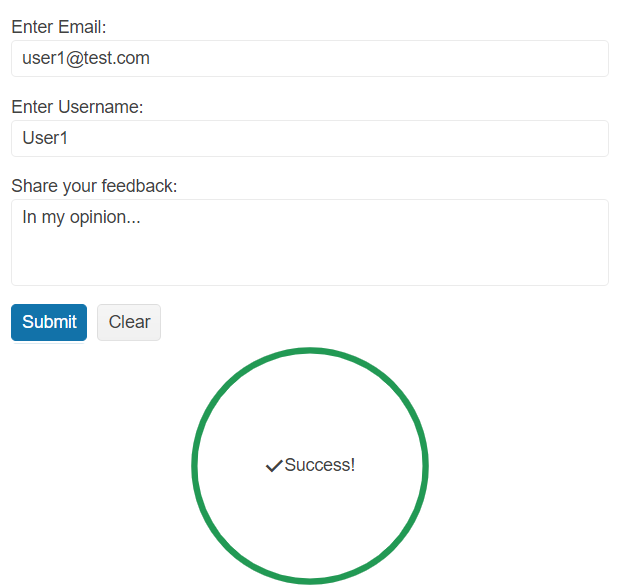 Enter Email:
user1@test.com
Enter Username:
User1
Share your feedback:
In my opinion...
Submit Clear
Success!